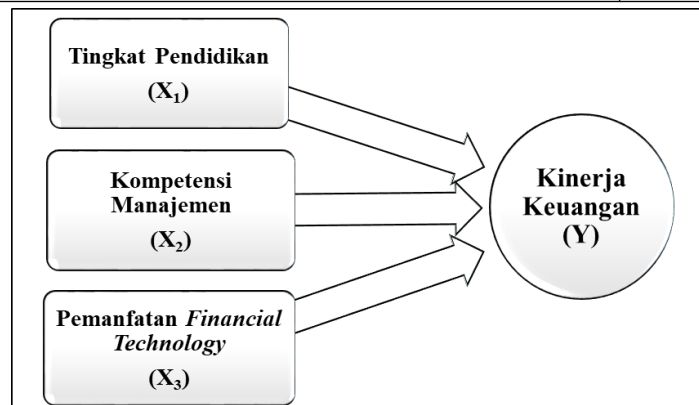 Tingkat Pendidikan
(X₁)
Kompetensi
Manajemen
(X₂)
Pemanfatan Financial
Technology
(X₃)
Kinerja
Keuangan
(Y)